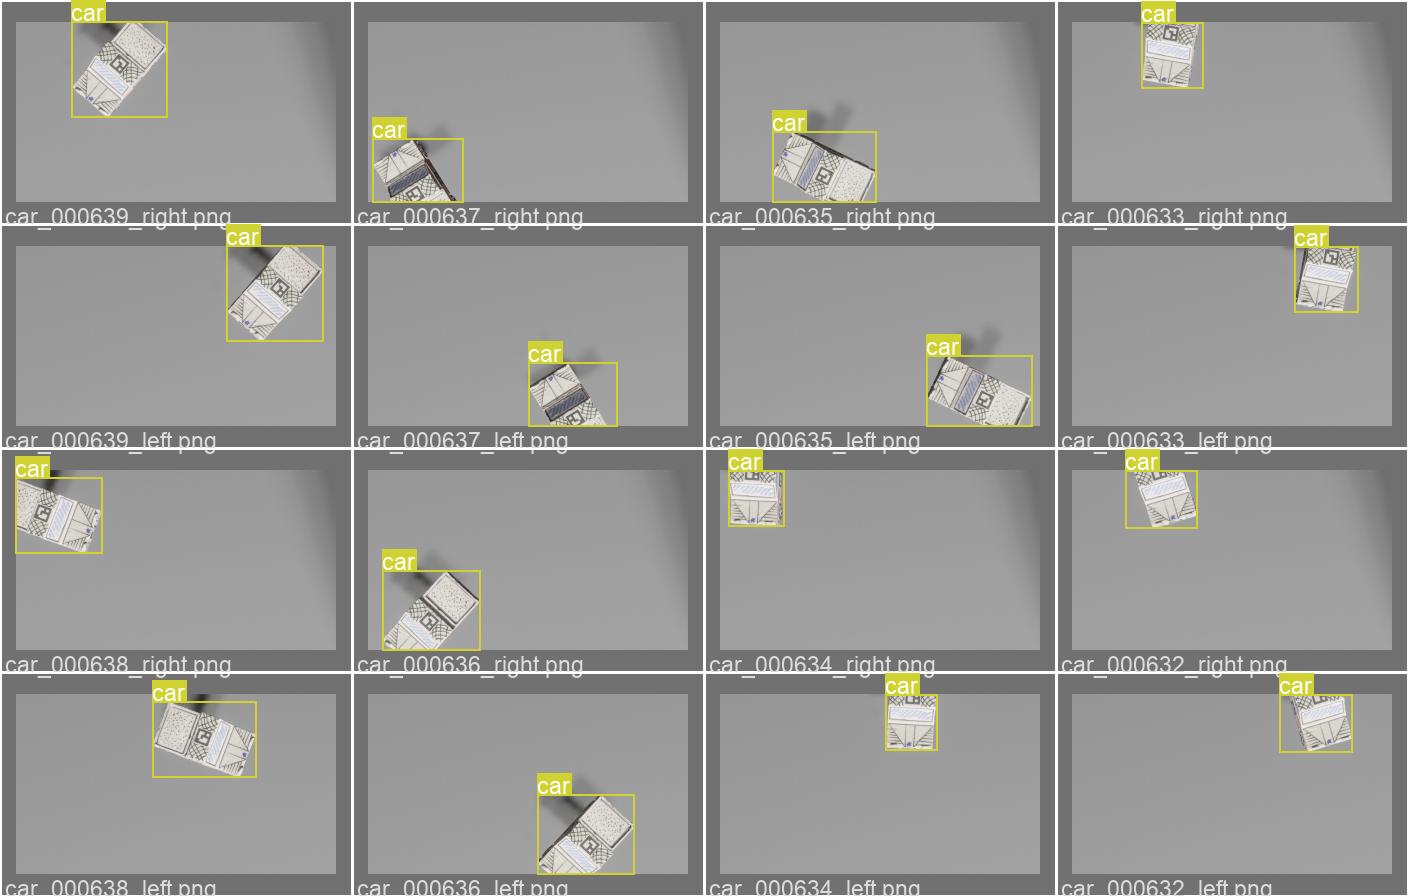 car
car
car
car
car_000639_right.png
car_000637_right.png
car_000635_right.png
car_000633_right.png
car
car
car
car
car_000639_left.png
car_000637_left.png
car_000635_left.png
car_000633_left.png
car
car
car
car
car_000638_right.png
car_000636_right.png
car_000634_right.png
car_000632_right.png
car
car
car
car
car_000638_left.png
car_000636_left.png
car_000634_left.png
car_000632_left.png